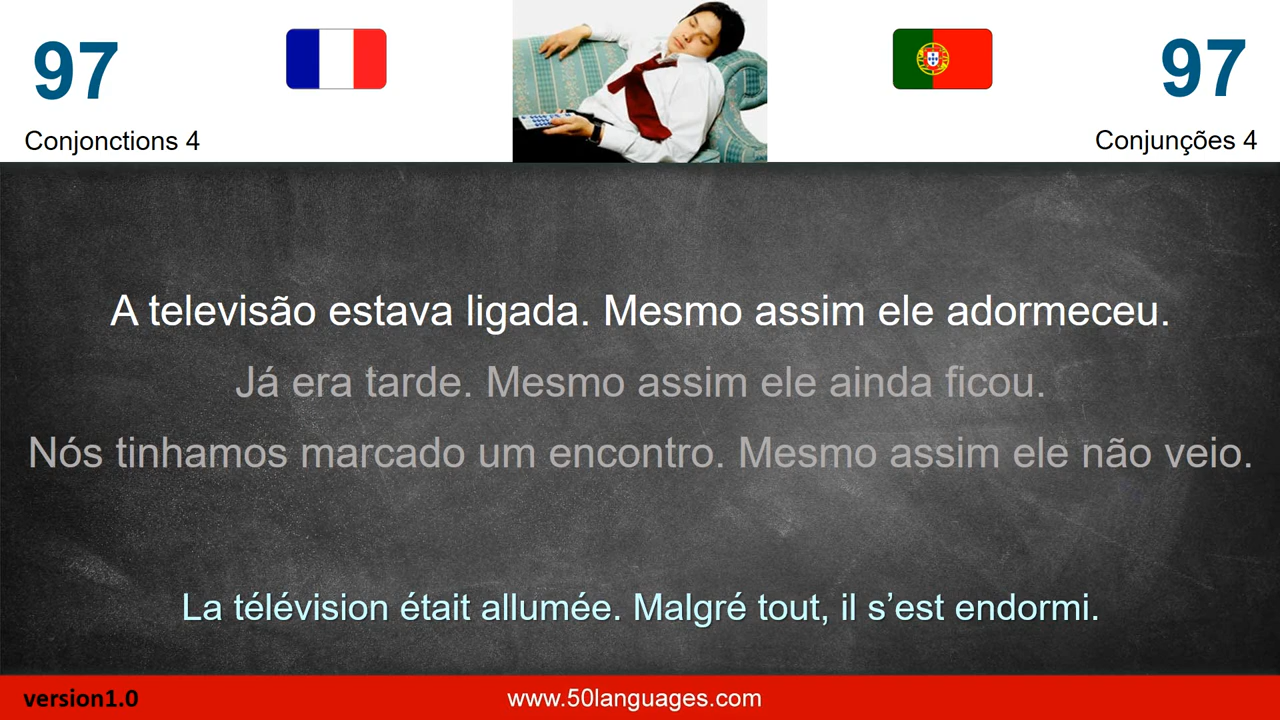 97
97
Conjonctions 4
Conjunções 4
A televisão estava ligada. Mesmo assim ele adormeceu.
Já era tarde. Mesmo assim ele ainda ficou.
Nós tinhamos marcado um encontro. Mesmo assim ele não veio.
La télévision était allumée. Malgré tout, il s’est endormi.
version1.0
www.50languages.com